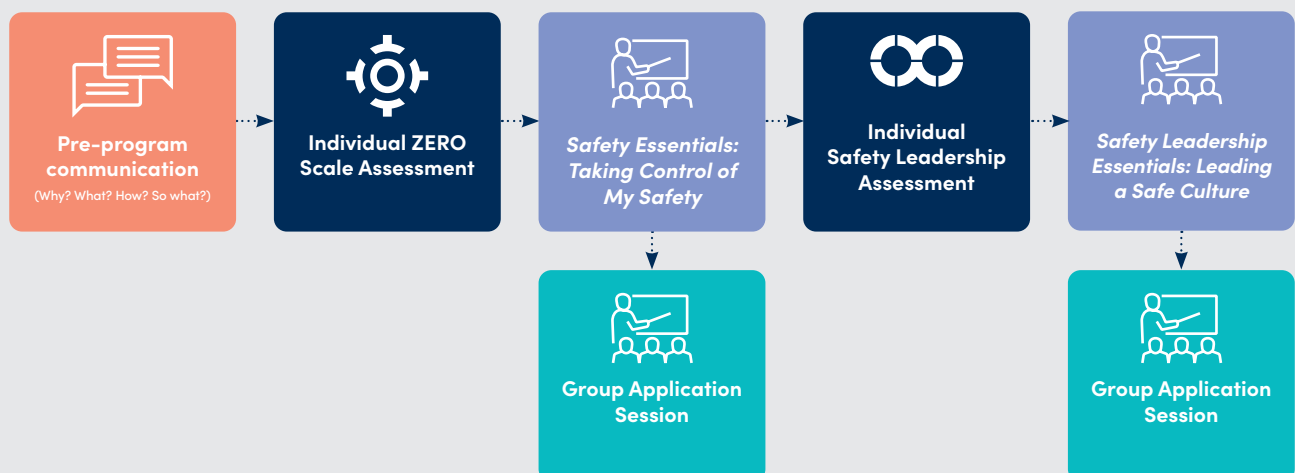 Pre-program
communication
(Why? What? How? So what?)
Individual ZERO
Scale Assessment
Safety Essentials:
Taking Control of
My Safety
Individual
Safety Leadership
Assessment
Safety Leadership
Essentials: Leading
a Safe Culture
Group Application
Session
Group Application
Session